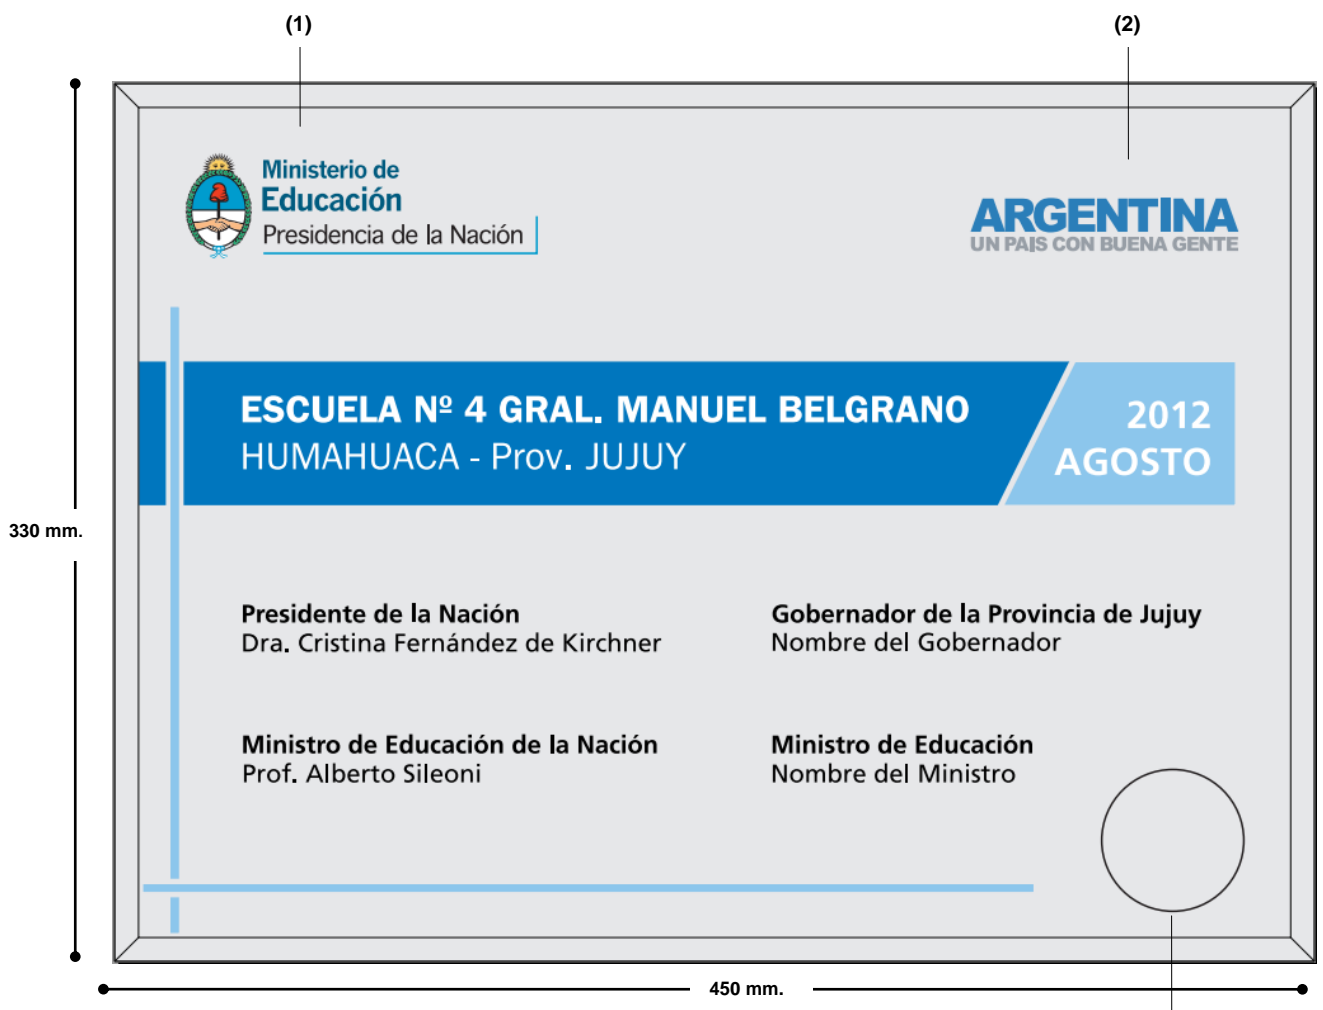 (1)
(2)
Ministerio de
Educación
Presidencia de la Nación
ARGENTINA
UN PAIS CON BUENA GENTE
ESCUELA Nº 4 GRAL. MANUEL BELGRANO
HUMAHUACA - Prov. JUJUY
2012
AGOSTO
330 mm.
Presidente de la Nación
Dra. Cristina Fernández de Kirchner
Gobernador de la Provincia de Jujuy
Nombre del Gobernador
Ministro de Educación de la Nación
Prof. Alberto Sileoni
Ministro de Educación
Nombre del Ministro
450 mm.